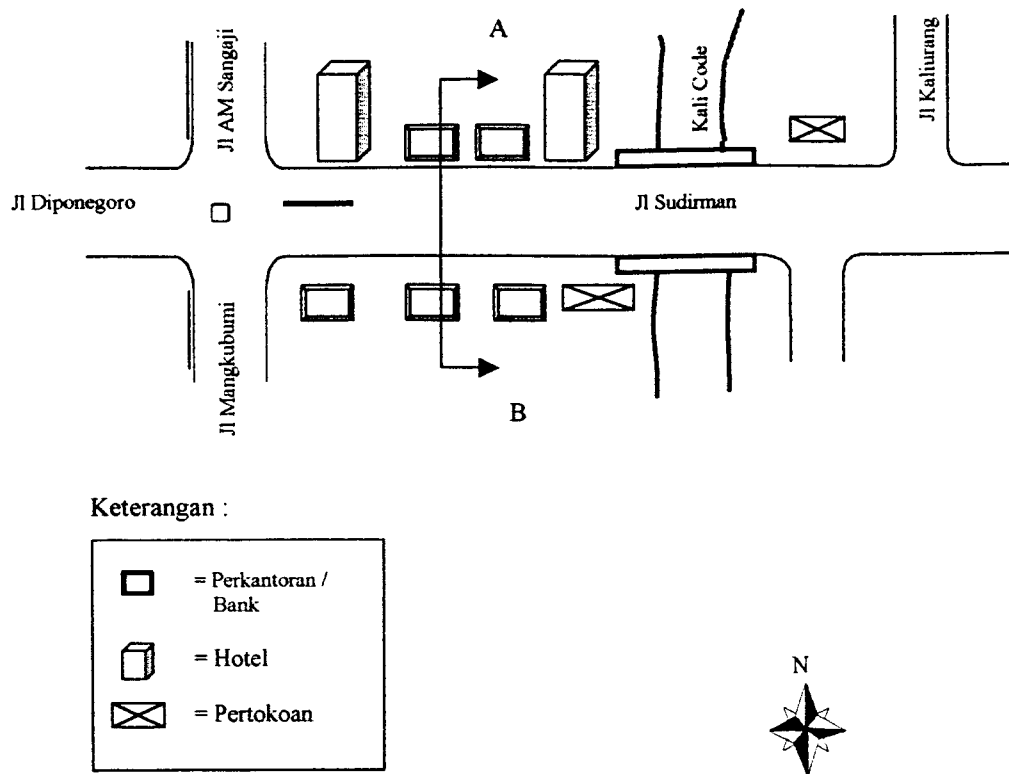 A
Jl AM Sangaji
Kali Code
Jl Kaliurang
Jl Diponegoro
Jl Sudirman
Jl Mangkubumi
B
Keterangan :
= Perkantoran /
Bank
= Hotel
= Pertokoan
N